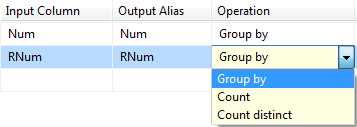 Input Column Output Alias Operation
Num Num Group by
RNum RNum Group by
Group by
Count
Count distinct